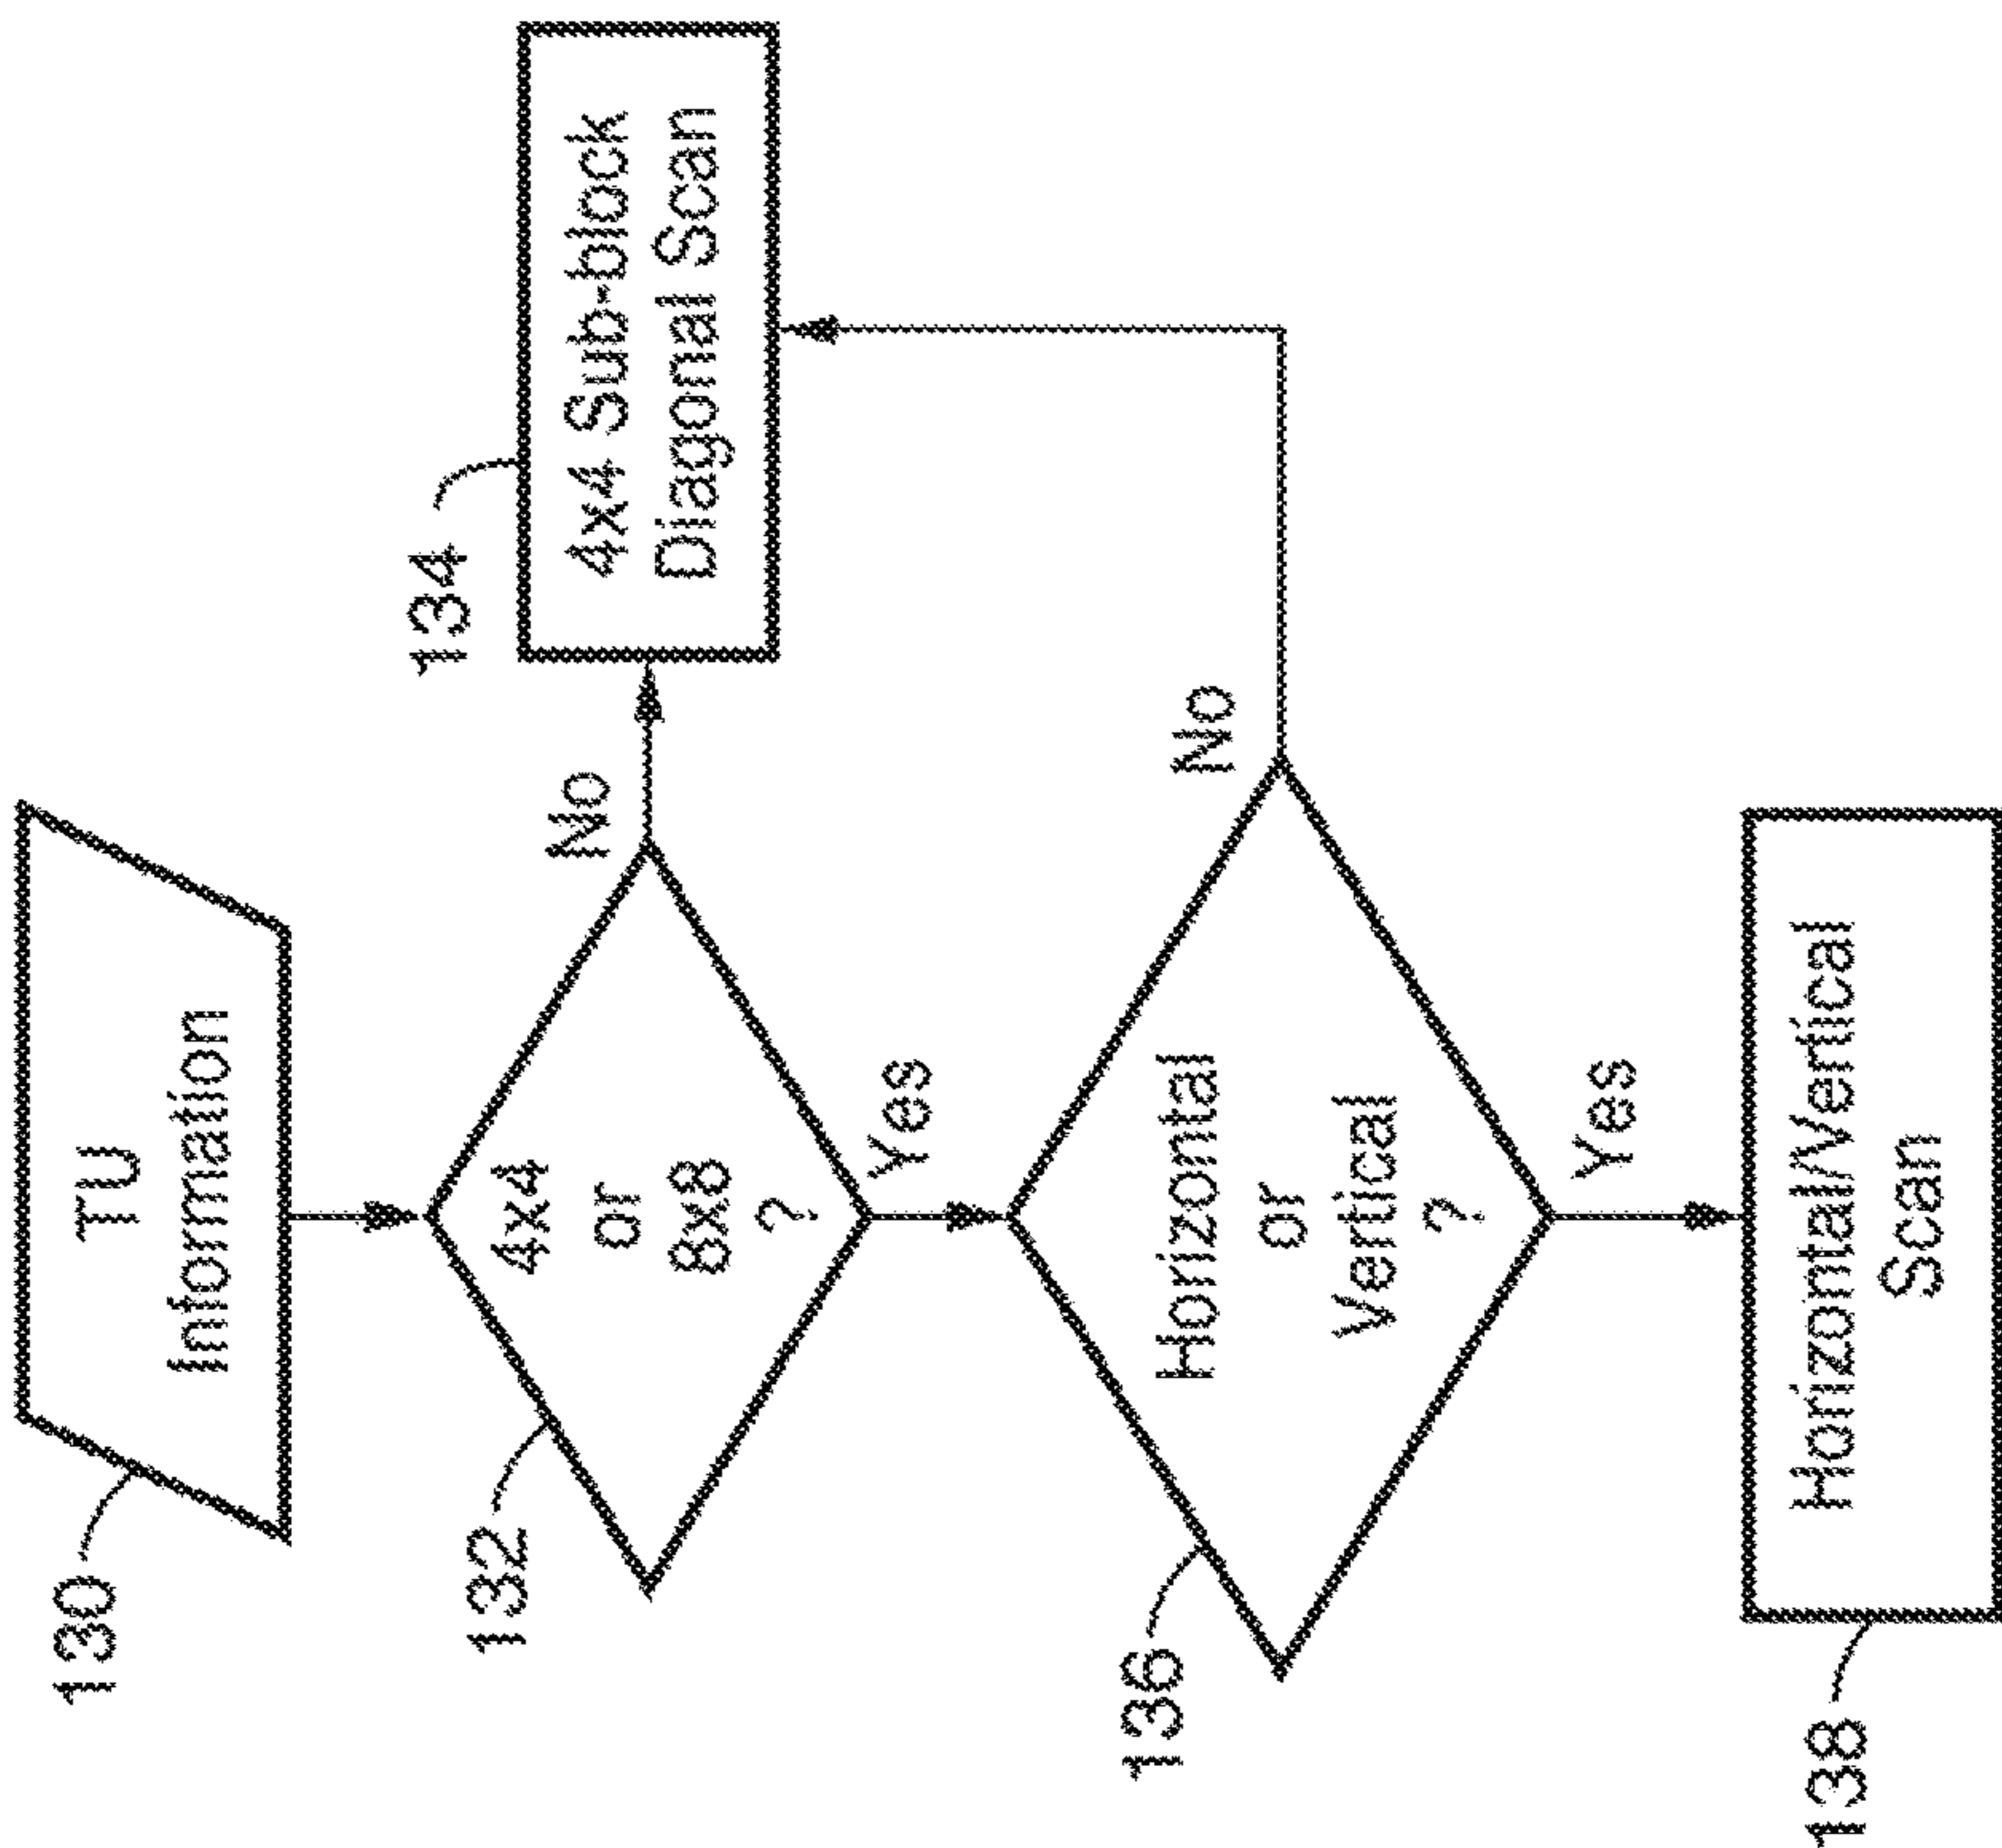 130
TU
Information
132
4x4
or
8x8
?
No
134
4x4 Sub-block
Diagonal Scan
Yes
136
Horizontal
or
Vertical
?
No
Yes
138
Horizontal/Vertical
Scan